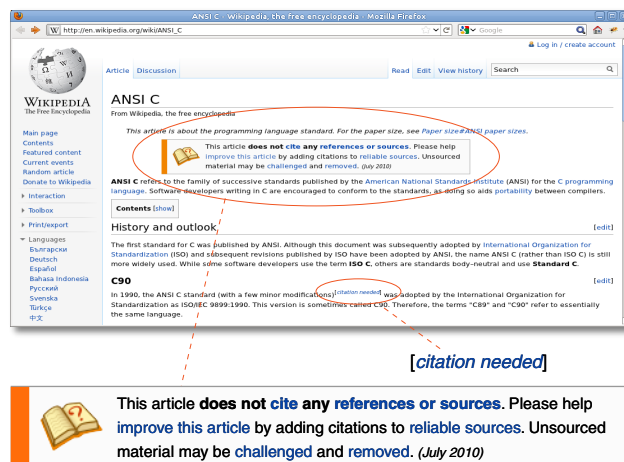 ANSI C - Wikipedia, the free encyclopedia - Mozilla Firefox
W http://en.wikipedia.org/wiki/ANSI_C
Google
Log in / create account
Article Discussion Read Edit View history Search
WIKIPEDIA
The Free Encyclopedia
Main page
Contents
Featured content
Current events
Random article
Donate to Wikipedia
Interaction
Toolbox
Print/export
Languages
Български
Deutsch
Español
Bahasa Indonesia
Русский
Svenska
Türkçe
中文
ANSI C
From Wikipedia, the free encyclopedia
This article is about the programming language standard. For the paper size, see Paper size#ANSI paper sizes.
This article does not cite any references or sources. Please help
improve this article by adding citations to reliable sources. Unsourced
material may be challenged and removed. (July 2010)
ANSI C refers to the family of successive standards published by the American National Standards Institute (ANSI) for the C programming
language. Software developers writing in C are encouraged to conform to the standards, as doing so aids portability between compilers.
Contents [show]
History and outlook [edit]
The first standard for C was published by ANSI. Although this document was subsequently adopted by International Organization for
Standardization (ISO) and subsequent revisions published by ISO have been adopted by ANSI, the name ANSI C (rather than ISO C) is still
more widely used. While some software developers use the term ISO C, others are standards body-neutral and use Standard C.
C90 [edit]
In 1990, the ANSI C standard (with a few minor modifications)[citation needed] was adopted by the International Organization for
Standardization as ISO/IEC 9899:1990. This version is sometimes called C90. Therefore, the terms "C89" and "C90" refer to essentially
the same language.
[citation needed]
This article does not cite any references or sources. Please help
improve this article by adding citations to reliable sources. Unsourced
material may be challenged and removed. (July 2010)